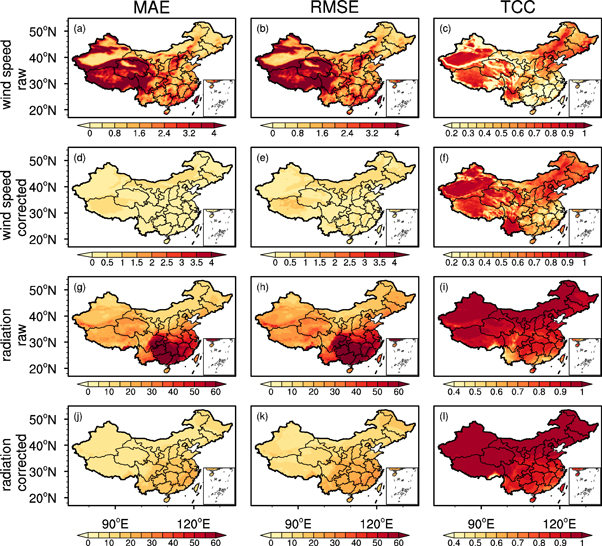 MAE RMSE TCC
wind speed raw
50°N
40°N
30°N
20°N
(a) (b) (c)
0 0.8 1.6 2.4 3.2 4
0 0.8 1.6 2.4 3.2 4
0.2 0.3 0.4 0.5 0.6 0.7 0.8 0.9 1
wind speed corrected
50°N
40°N
30°N
20°N
(d) (e) (f)
0 0.5 1 1.5 2 2.5 3 3.5 4
0 0.5 1 1.5 2 2.5 3 3.5 4
0.2 0.3 0.4 0.5 0.6 0.7 0.8 0.9 1
radiation raw
50°N
40°N
30°N
20°N
(g) (h) (i)
0 10 20 30 40 50 60
0 10 20 30 40 50 60
0.4 0.5 0.6 0.7 0.8 0.9 1
radiation corrected
50°N
40°N
30°N
20°N
(j) (k) (l)
90°E 120°E
90°E 120°E
90°E 120°E
0 10 20 30 40 50 60
0 10 20 30 40 50 60
0.4 0.5 0.6 0.7 0.8 0.9 1